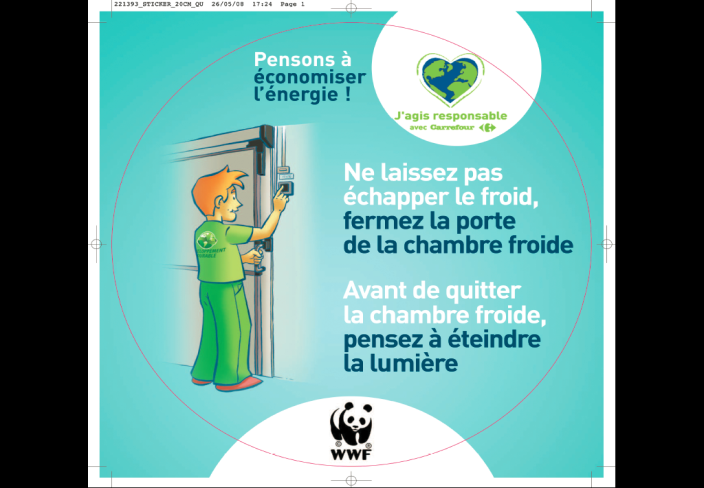 221393_STICKER_20CM_QU 26/05/08 17:24 Page 1
Pensons à
économiser
l'énergie !
J'agis responsable
avec Carrefour
Ne laissez pas
échapper le froid,
fermez la porte
de la chambre froide
Avant de quitter
la chambre froide,
pensez à éteindre
la lumière
©
®
WWF